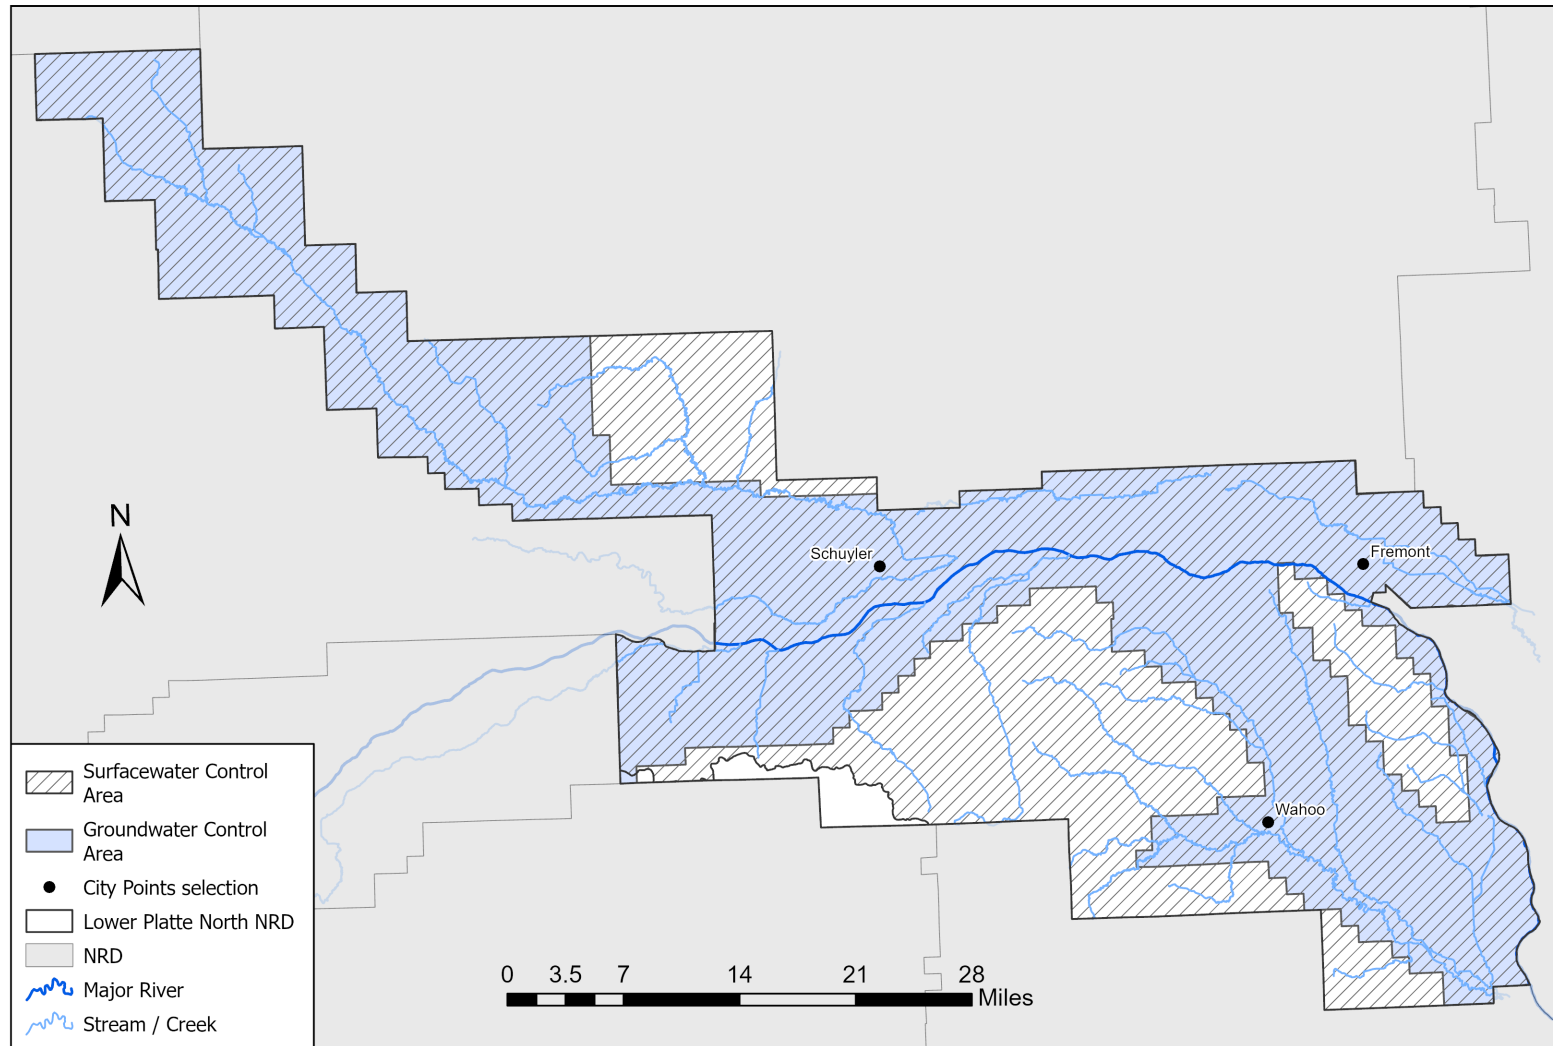 N
Schuyler
Fremont
Wahoo
Surfacewater Control
Area
Groundwater Control
Area
City Points selection
Lower Platte North NRD
NRD
Major River
Stream / Creek
0 3.5 7 14 21 28
Miles